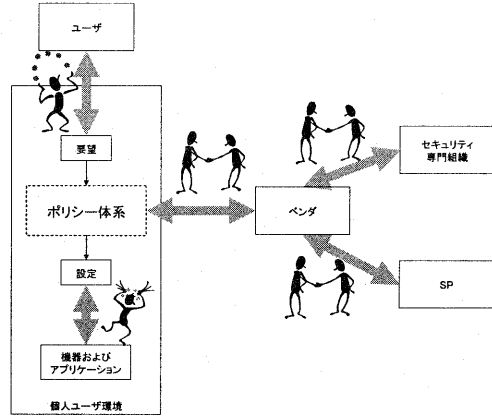 ユーザ
要望
ポリシー体系
設定
機器および
アプリケーション
個人ユーザ環境
ベンダ
セキュリティ
専門組織
SP